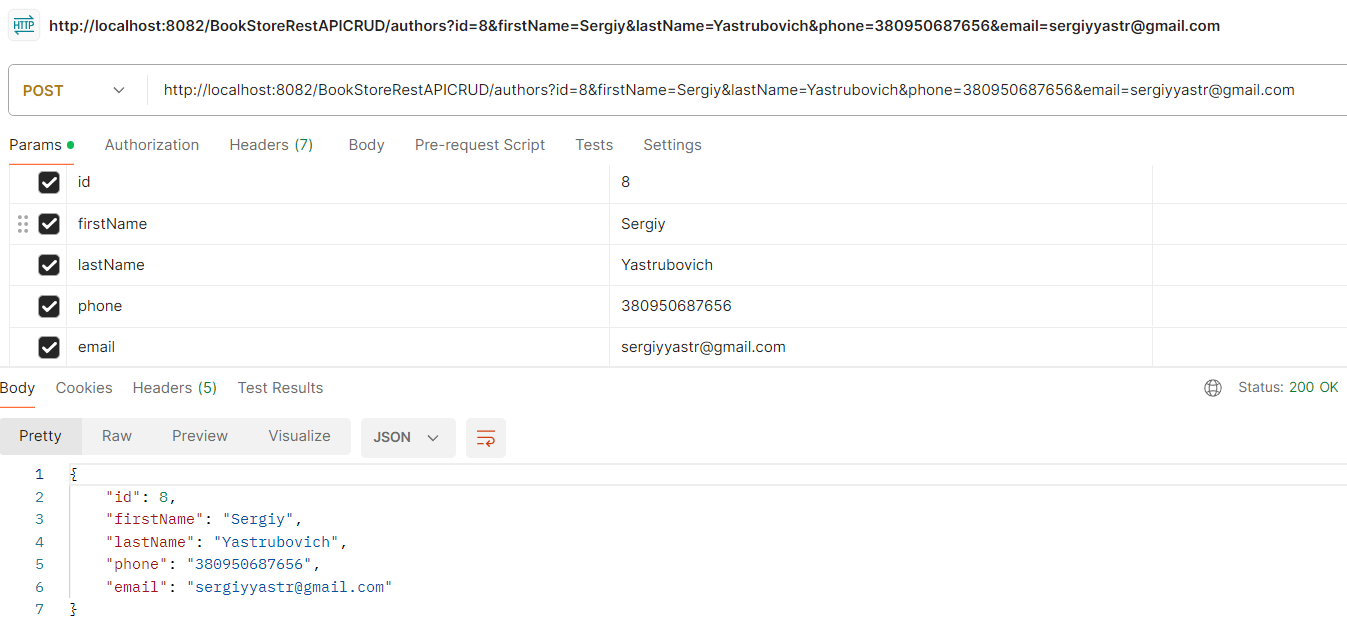 HTTP http://localhost:8082/BookStoreRestAPICRUD/authors?id=8&firstName=Sergiy&lastName=Yastrubovich&phone=380950687656&email=sergiyyastr@gmail.com
POST http://localhost:8082/BookStoreRestAPICRUD/authors?id=8&firstName=Sergiy&lastName=Yastrubovich&phone=380950687656&email=sergiyyastr@gmail.com
Params Authorization Headers (7) Body Pre-request Script Tests Settings
id 8
firstName Sergiy
lastName Yastrubovich
phone 380950687656
email sergiyyastr@gmail.com
Body Cookies Headers (5) Test Results Status: 200 OK
Pretty Raw Preview Visualize JSON
1 {
2 "id": 8,
3 "firstName": "Sergiy",
4 "lastName": "Yastrubovich",
5 "phone": "380950687656",
6 "email": "sergiyyastr@gmail.com"
7 }